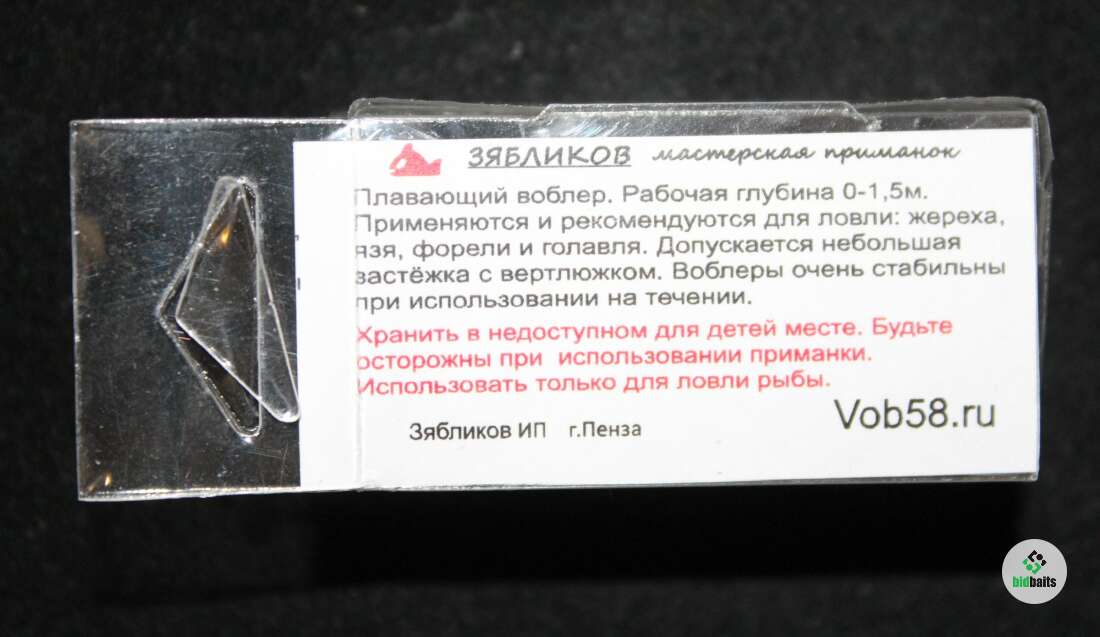 ЗЯБЛИКОВ мастерская приманок
Плавающий воблер. Рабочая глубина 0-1,5м.
Применяются и рекомендуются для ловли: жереха,
язя, форели и голавля. Допускается небольшая
застёжка с вертлюжком. Воблеры очень стабильны
при использовании на течении.
Хранить в недоступном для детей месте. Будьте
осторожны при использовании приманки.
Использовать только для ловли рыбы.
Vob58.ru
Зябликов ИП г.Пенза
bidbaits